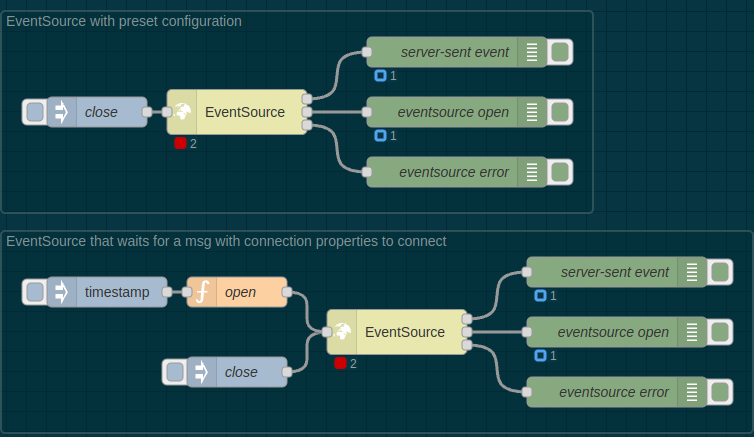 EventSource with preset configuration
server-sent event
1
close
EventSource
eventsource open
2
1
eventsource error
EventSource that waits for a msg with connection properties to connect
server-sent event
timestamp
open
1
EventSource
eventsource open
2
1
close
eventsource error